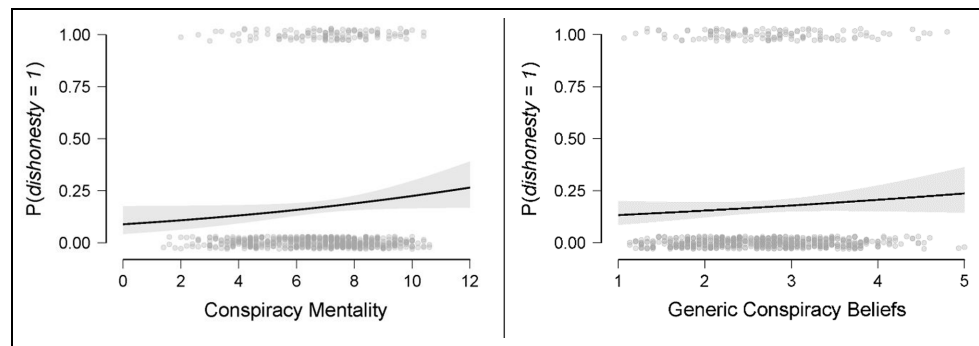 P(dishonesty = 1)
1.00
0.75
0.50
0.25
0.00
0 2 4 6 8 10 12
Conspiracy Mentality
P(dishonesty = 1)
1.00
0.75
0.50
0.25
0.00
1 2 3 4 5
Generic Conspiracy Beliefs